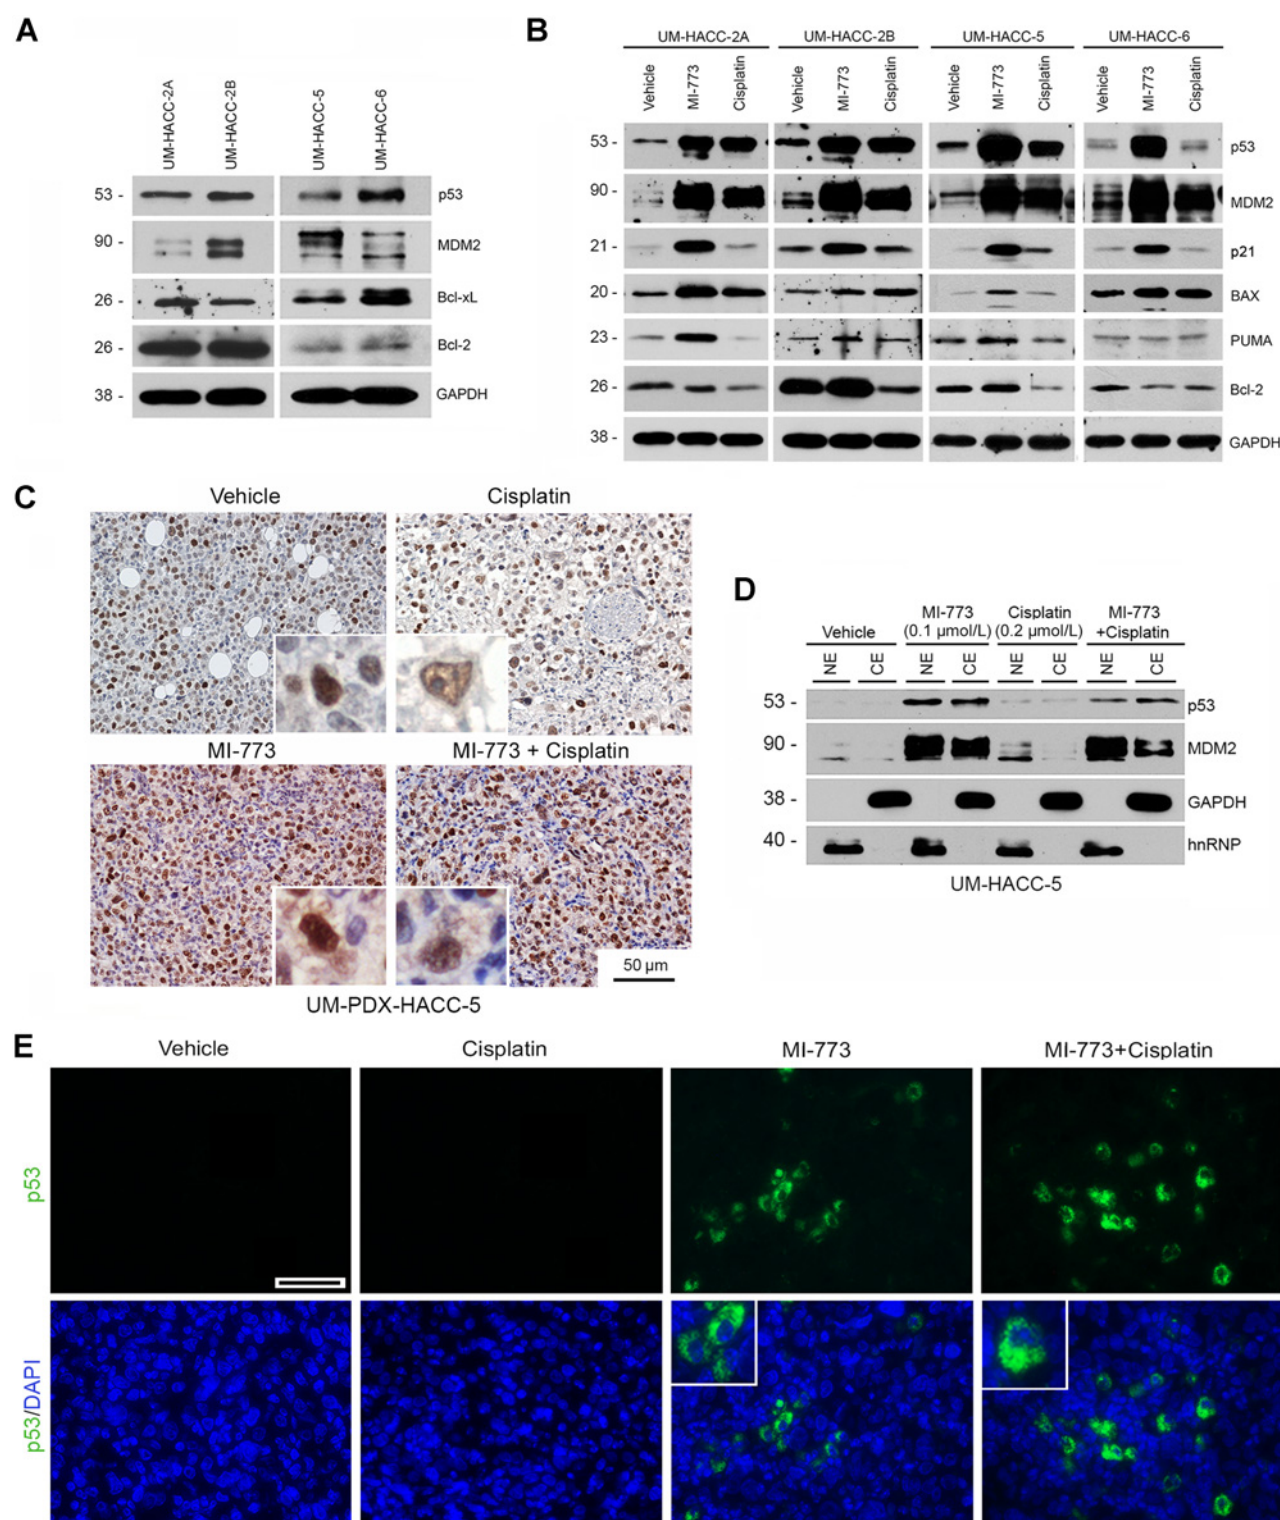 A
UM-HACC-2A
UM-HACC-2B
UM-HACC-5
UM-HACC-6
53 - p53
90 - MDM2
26 - Bcl-xL
26 - Bcl-2
38 - GAPDH
B
UM-HACC-2A UM-HACC-2B UM-HACC-5 UM-HACC-6
Vehicle MI-773 Cisplatin Vehicle MI-773 Cisplatin Vehicle MI-773 Cisplatin Vehicle MI-773 Cisplatin
53 - p53
90 - MDM2
21 - p21
20 - BAX
23 - PUMA
26 - Bcl-2
38 - GAPDH
C
Vehicle Cisplatin
MI-773 MI-773 + Cisplatin
50 µm
UM-PDX-HACC-5
D
Vehicle MI-773 (0.1 µmol/L) Cisplatin (0.2 µmol/L) MI-773 +Cisplatin
NE CE NE CE NE CE NE CE
53 - p53
90 - MDM2
38 - GAPDH
40 - hnRNP
UM-HACC-5
E
Vehicle Cisplatin MI-773 MI-773+Cisplatin
p53
p53/DAPI